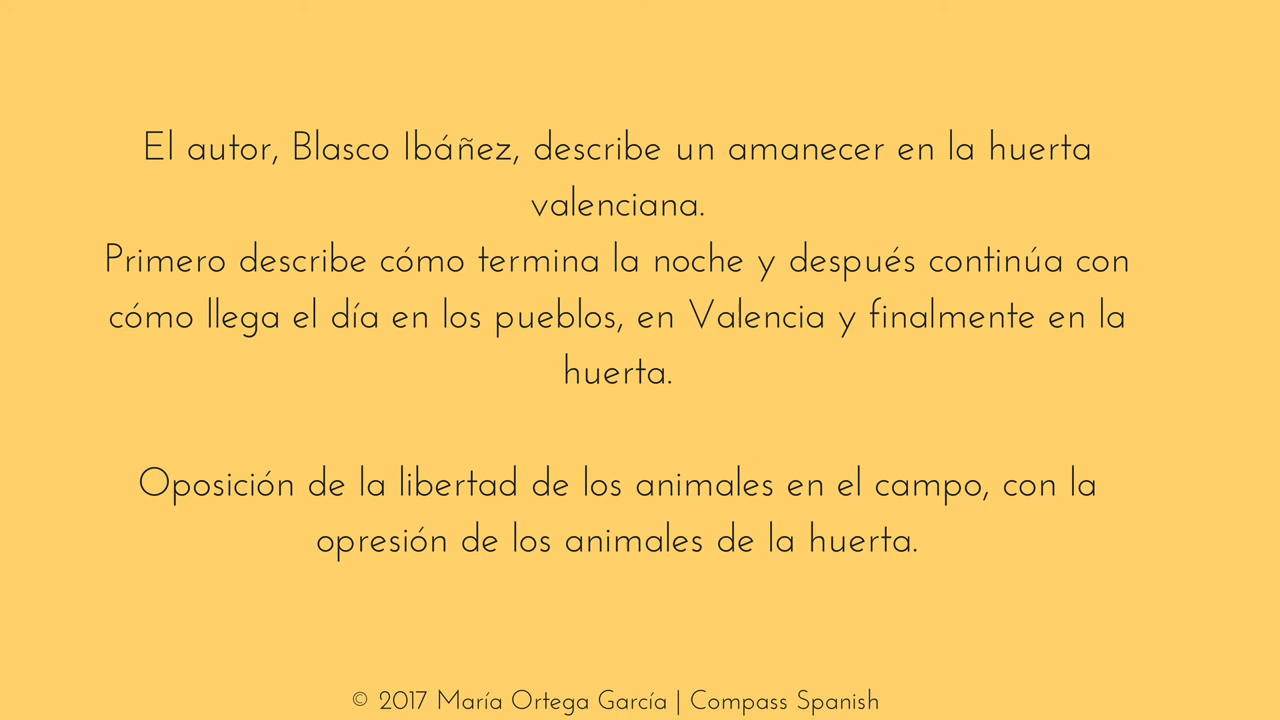 El autor, Blasco Ibáñez, describe un amanecer en la huerta
valenciana.
Primero describe cómo termina la noche y después continúa con
cómo llega el día en los pueblos, en Valencia y finalmente en la
huerta.
Oposición de la libertad de los animales en el campo, con la
opresión de los animales de la huerta.
© 2017 María Ortega García | Compass Spanish